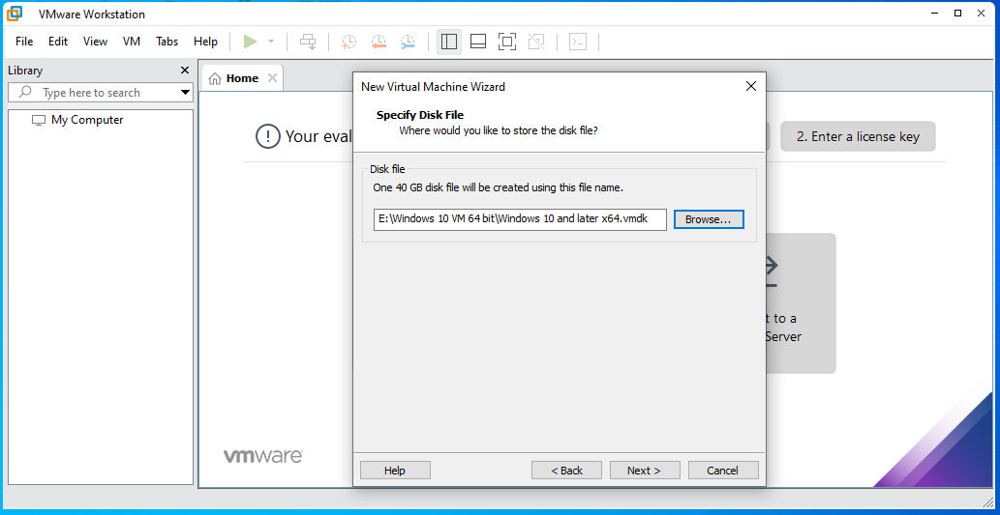 VMware Workstation
File Edit View VM Tabs Help
Library
Type here to search
My Computer
Home
Your eval
2. Enter a license key
t to a
Server
vmware
New Virtual Machine Wizard
Specify Disk File
Where would you like to store the disk file?
Disk file
One 40 GB disk file will be created using this file name.
E:\Windows 10 VM 64 bit\Windows 10 and later x64.vmdk
Browse...
Help
< Back
Next >
Cancel